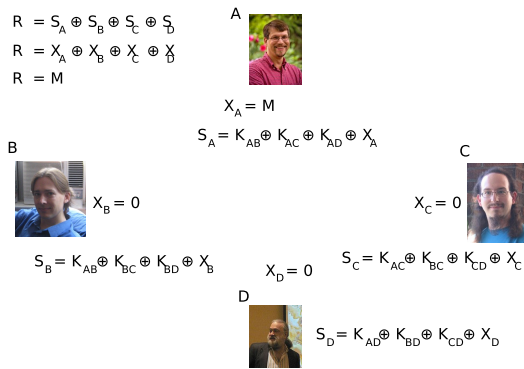 R = S_A ⊕ S_B ⊕ S_C ⊕ S_D
R = X_A ⊕ X_B ⊕ X_C ⊕ X_D
R = M
A
X_A = M
S_A = K_AB ⊕ K_AC ⊕ K_AD ⊕ X_A
B
X_B = 0
S_B = K_AB ⊕ K_BC ⊕ K_BD ⊕ X_B
C
X_C = 0
S_C = K_AC ⊕ K_BC ⊕ K_CD ⊕ X_C
X_D = 0
D
S_D = K_AD ⊕ K_BD ⊕ K_CD ⊕ X_D